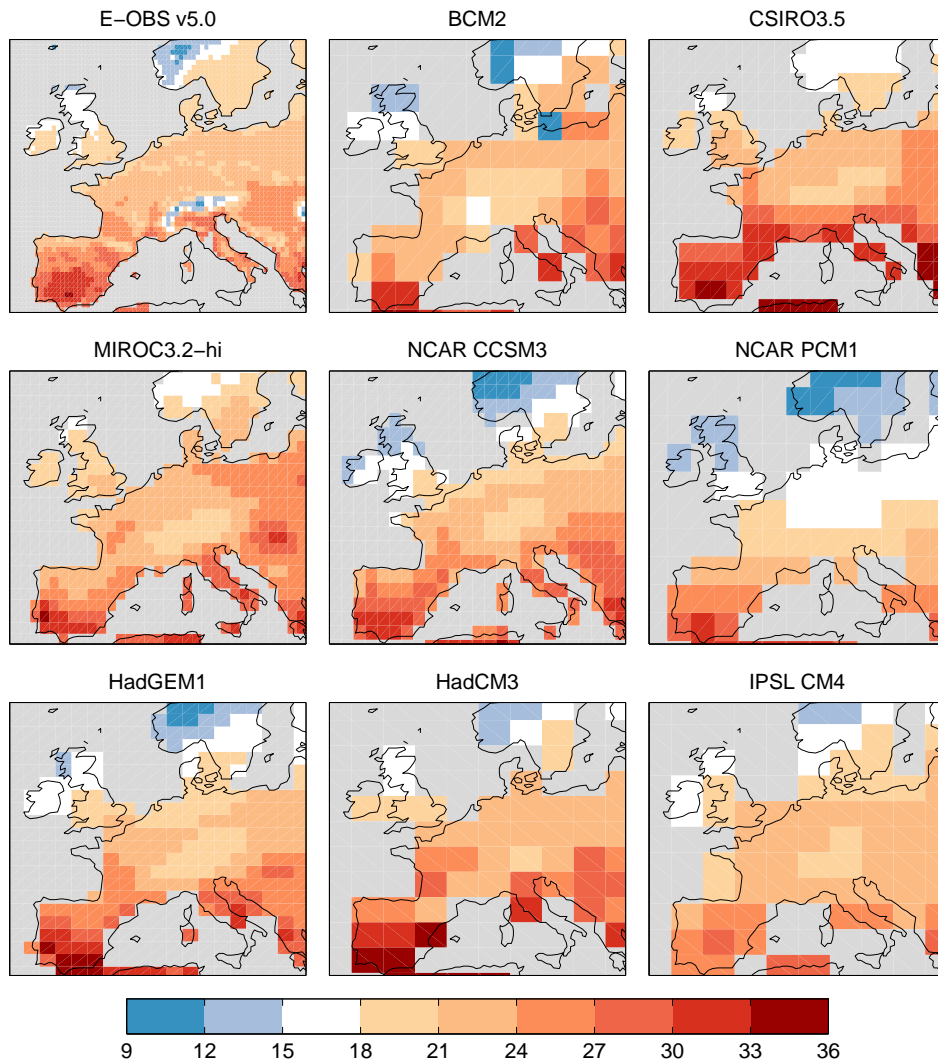 E−OBS v5.0 BCM2 CSIRO3.5
MIROC3.2−hi NCAR CCSM3 NCAR PCM1
HadGEM1 HadCM3 IPSL CM4
9 12 15 18 21 24 27 30 33 36